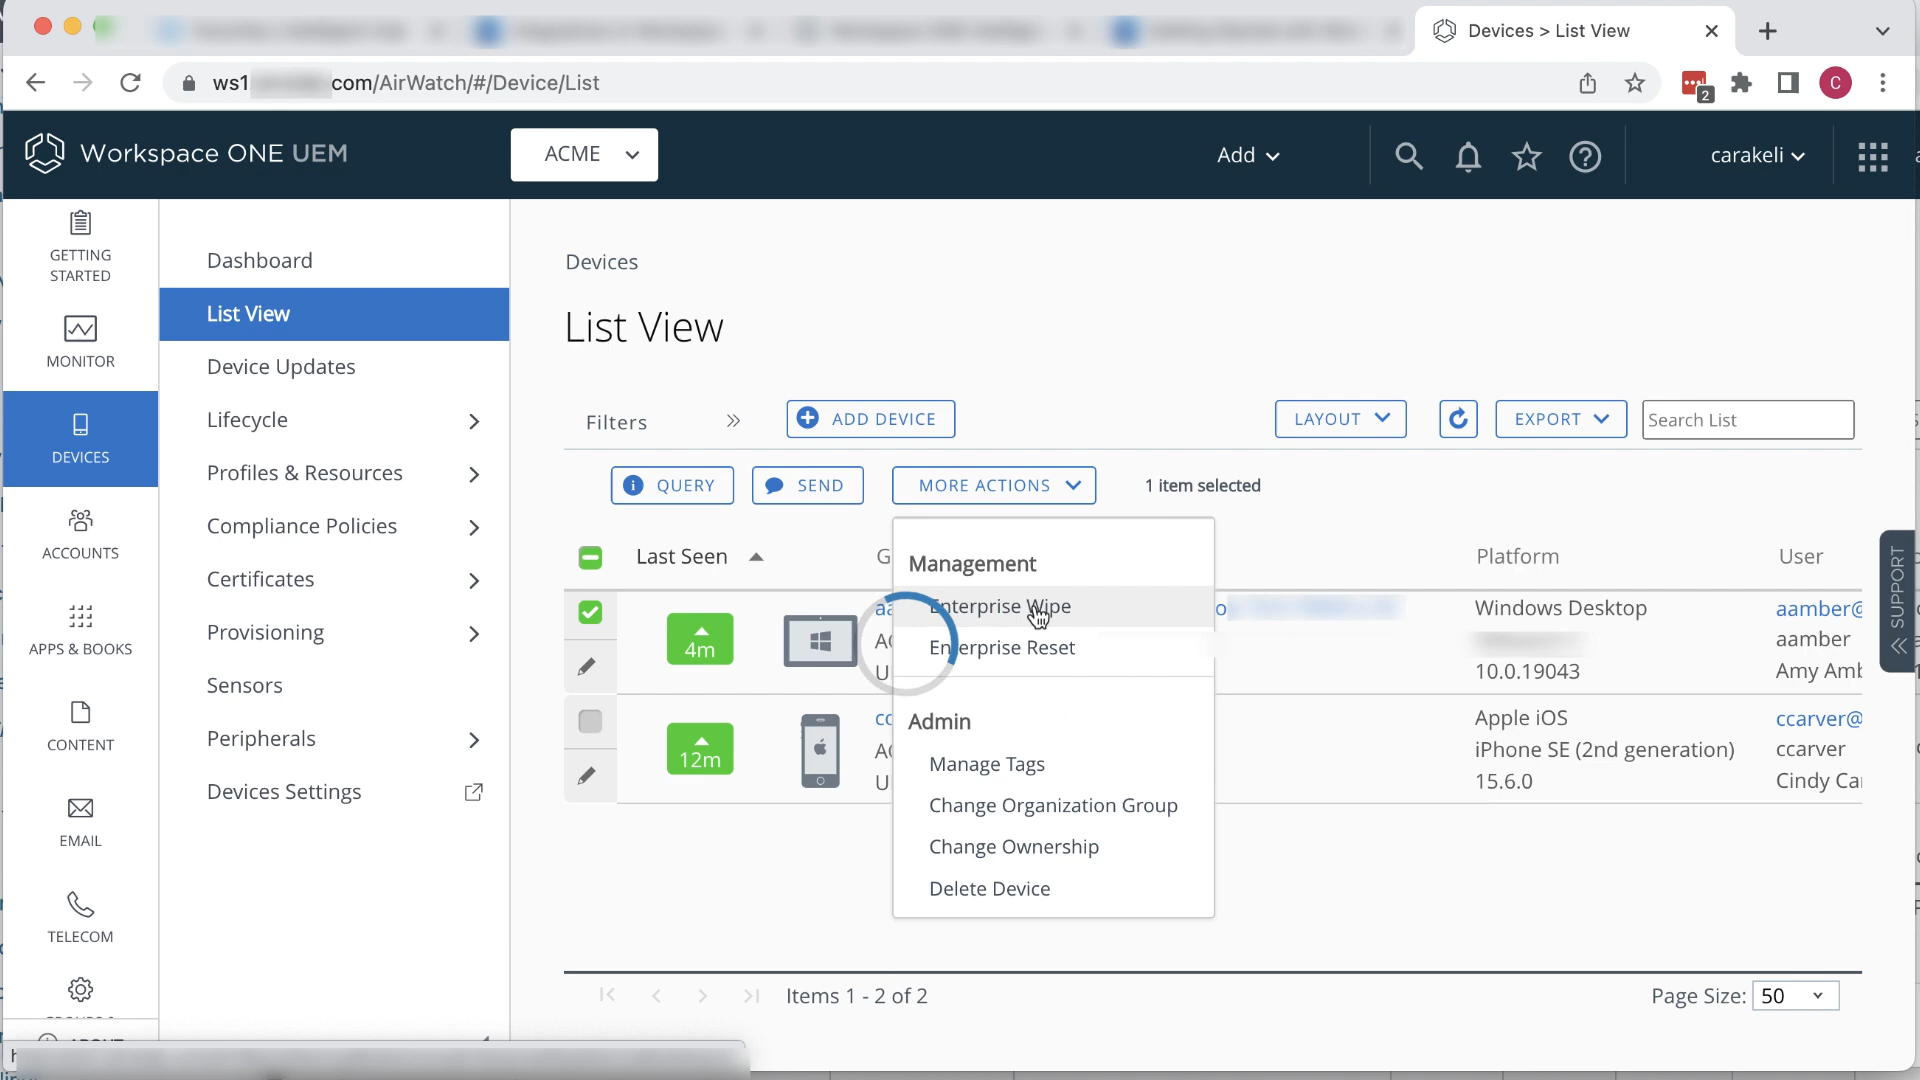 Devices > List View
ws1
com/AirWatch/#/Device/List
2
C
Workspace ONE UEM
ACME
Add
carakeli
GETTING
STARTED
MONITOR
DEVICES
ACCOUNTS
APPS & BOOKS
CONTENT
EMAIL
TELECOM
Dashboard
List View
Device Updates
Lifecycle
Profiles & Resources
Compliance Policies
Certificates
Provisioning
Sensors
Peripherals
Devices Settings
Devices
List View
Filters
ADD DEVICE
LAYOUT
EXPORT
Search List
QUERY
SEND
MORE ACTIONS
1 item selected
Last Seen
G
Platform
User
4m
Windows Desktop
10.0.19043
aamber@
aamber
Amy Amb
12m
Apple iOS
iPhone SE (2nd generation)
15.6.0
ccarver@
ccarver
Cindy Car
Management
Enterprise Wipe
Enterprise Reset
Admin
Manage Tags
Change Organization Group
Change Ownership
Delete Device
SUPPORT
Items 1 - 2 of 2
Page Size: 50